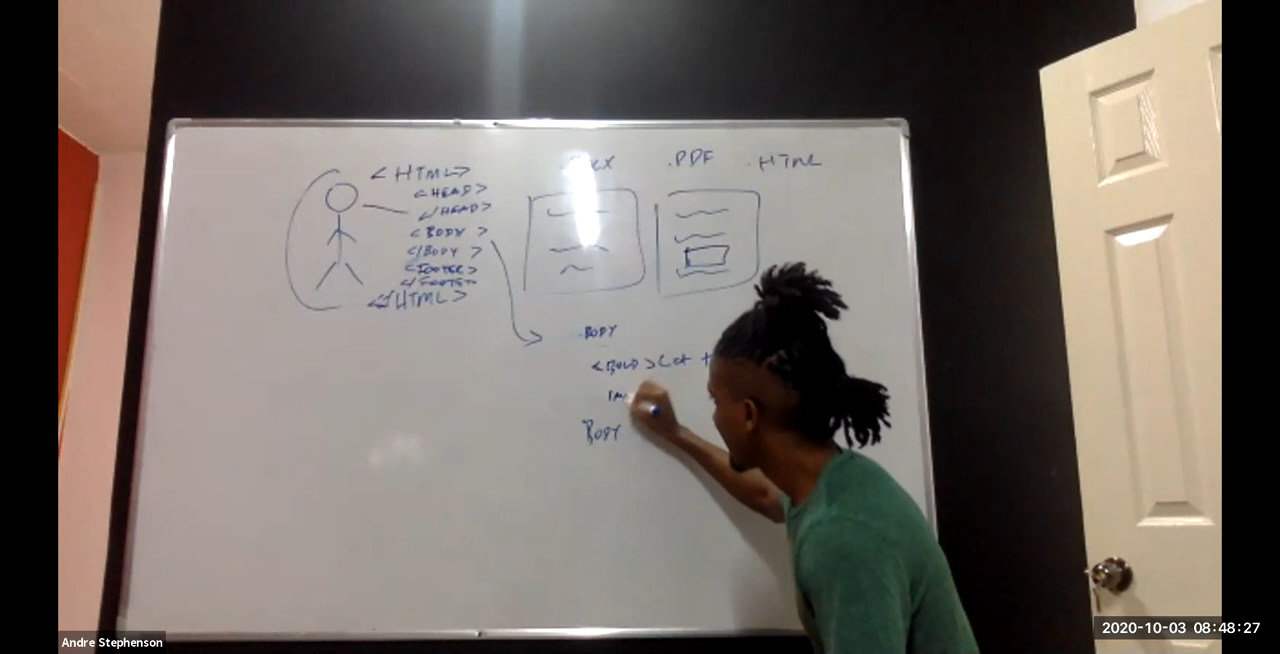 <HTML>
<HEAD>
</HEAD>
<BODY>
</BODY>
<FOOTER>
</FOOTER
</HTML>
.PDF
.HTML
.BODY
<BOLD>
BODY
Andre Stephenson
2020-10-03 08:48:27